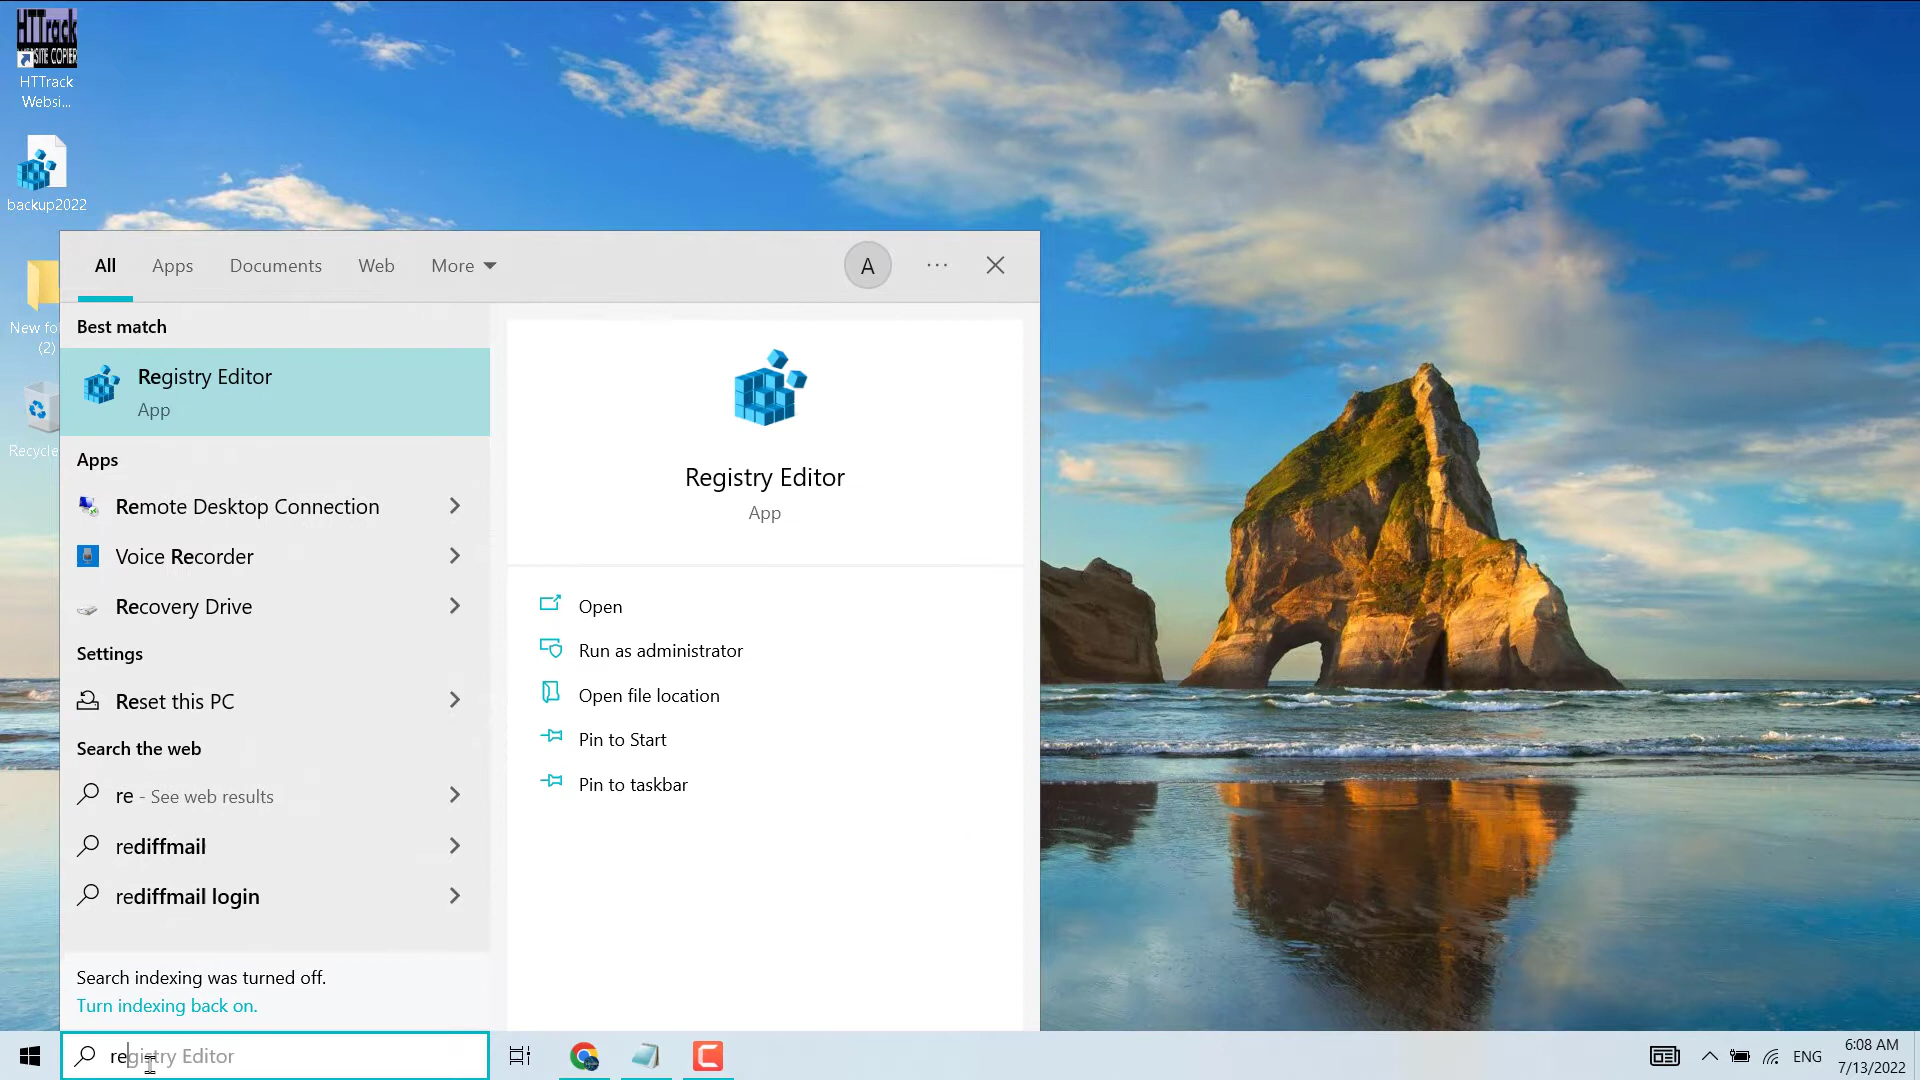 HTTrack
WEBSITE COPIER
HTTrack
Websi...
backup2022
New fo
(2)
Recycle
All
Apps
Documents
Web
More
A
Best match
Registry Editor
App
Apps
Remote Desktop Connection
Voice Recorder
Recovery Drive
Settings
Reset this PC
Search the web
re - See web results
rediffmail
rediffmail login
Search indexing was turned off.
Turn indexing back on.
Registry Editor
App
Open
Run as administrator
Open file location
Pin to Start
Pin to taskbar
registry Editor
ENG
6:08 AM
7/13/2022